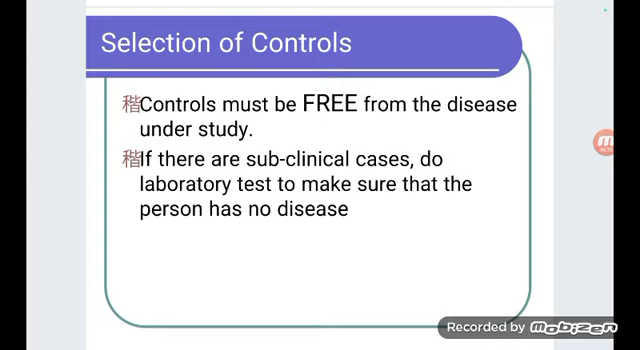 Selection of Controls
稭Controls must be FREE from the disease
under study.
稭If there are sub-clinical cases, do
laboratory test to make sure that the
person has no disease
Recorded by mobizen